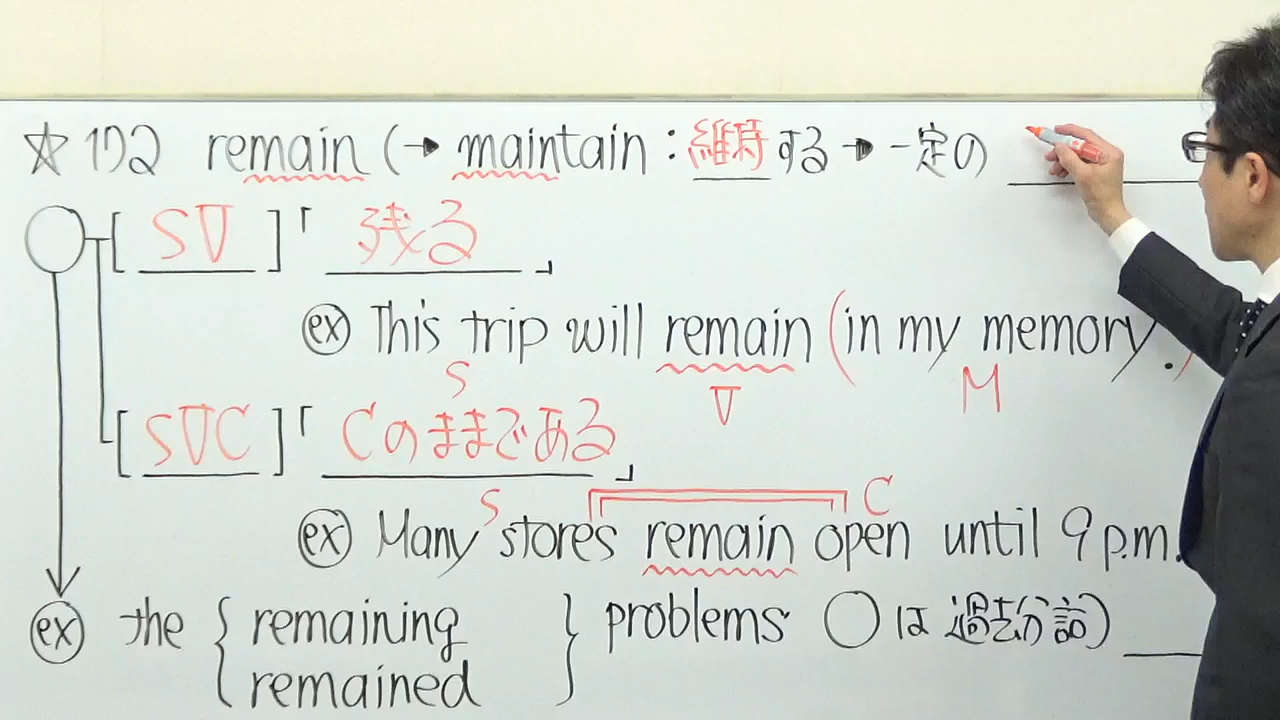 ☆192 remain (→ maintain : 維持する → 一定の
[ SV ]「 残る 」
ex This trip will remain (in my memory.)
S V M
[ SVC ]「 Cのままである 」
S C
ex Many stores remain open until 9 p.m.
ex the { remaining } problems ○は過去分詞)
remained